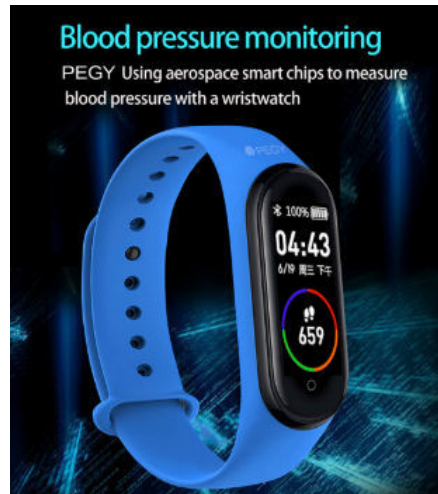 Blood pressure monitoring
PEGY Using aerospace smart chips to measure
blood pressure with a wristwatch
PEGY
100%
04:43
6/19 周三 下午
659